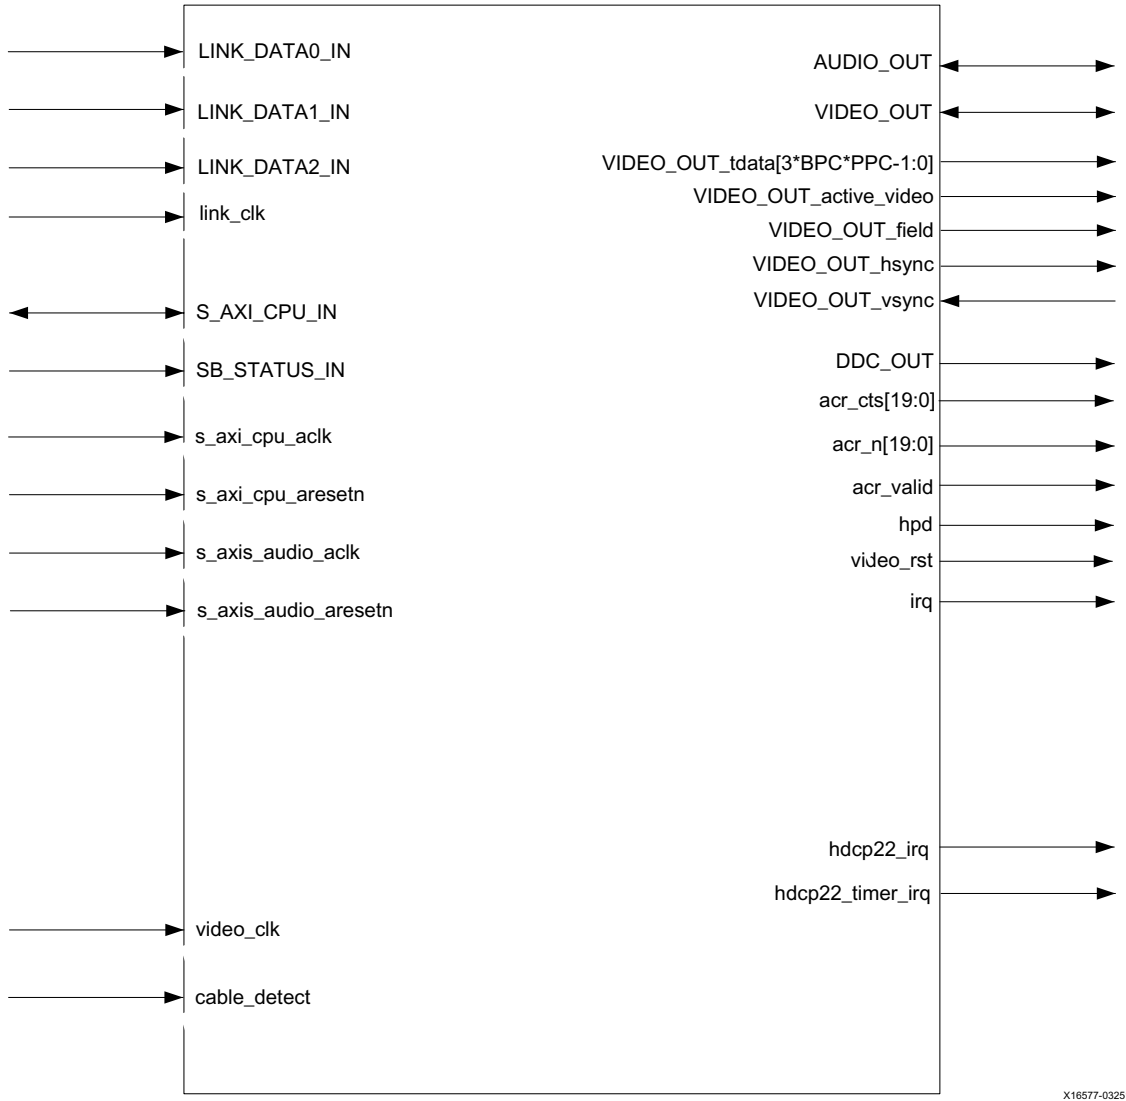 LINK_DATA0_IN
LINK_DATA1_IN
LINK_DATA2_IN
link_clk
S_AXI_CPU_IN
SB_STATUS_IN
s_axi_cpu_aclk
s_axi_cpu_aresetn
s_axis_audio_aclk
s_axis_audio_aresetn
video_clk
cable_detect
AUDIO_OUT
VIDEO_OUT
VIDEO_OUT_tdata[3*BPC*PPC-1:0]
VIDEO_OUT_active_video
VIDEO_OUT_field
VIDEO_OUT_hsync
VIDEO_OUT_vsync
DDC_OUT
acr_cts[19:0]
acr_n[19:0]
acr_valid
hpd
video_rst
irq
hdcp22_irq
hdcp22_timer_irq
X16577-0325